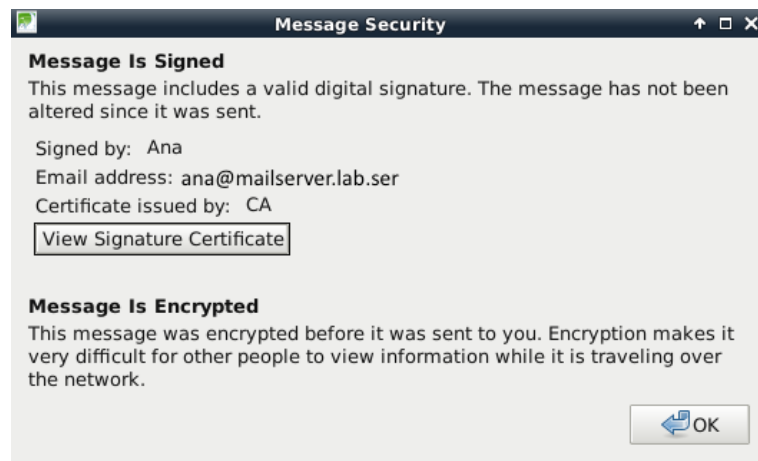 Message Security
Message Is Signed
This message includes a valid digital signature. The message has not been
altered since it was sent.
Signed by: Ana
Email address: ana@mailserver.lab.ser
Certificate issued by: CA
View Signature Certificate
Message Is Encrypted
This message was encrypted before it was sent to you. Encryption makes it
very difficult for other people to view information while it is traveling over
the network.
OK